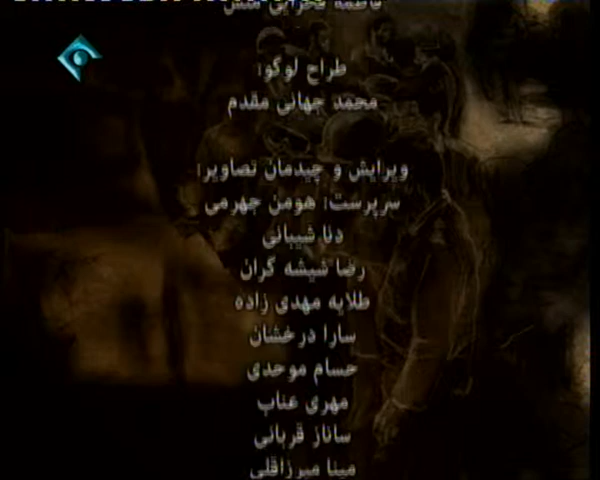 طراح لوگو:
محمد جهانی مقدم
ویرایش و چیدمان تصاویر:
سرپرست: هومن جهرمی
دنا شیبانی
رضا شیشه گران
طلایه مهدی زاده
سارا درخشان
حسام موحدی
مهری عناب
ساناز قربانی
مینا میرزاقلی